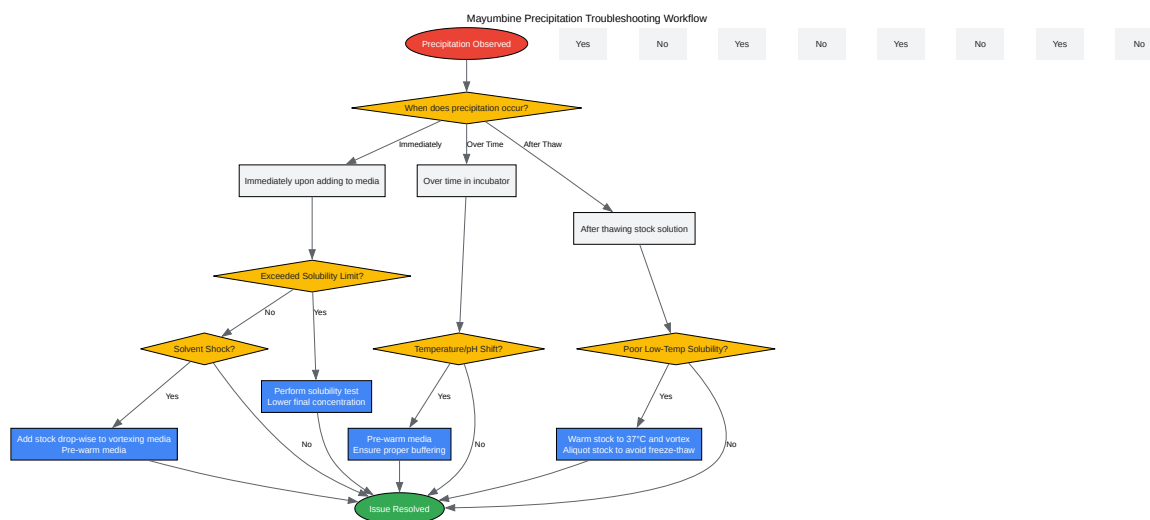 Mayumbine Precipitation Troubleshooting Workflow
Precipitation Observed
Yes
No
Yes
No
Yes
No
Yes
No
When does precipitation occur?
Immediately
Over Time
After Thaw
Immediately upon adding to media
Over time in incubator
After thawing stock solution
Exceeded Solubility Limit?
No
Yes
Solvent Shock?
Temperature/pH Shift?
Poor Low-Temp Solubility?
Yes
Perform solubility test
Lower final concentration
Yes
Yes
Add stock drop-wise to vortexing media
Pre-warm media
No
Pre-warm media
Ensure proper buffering
No
Warm stock to 37°C and vortex
Aliquot stock to avoid freeze-thaw
No
Issue Resolved